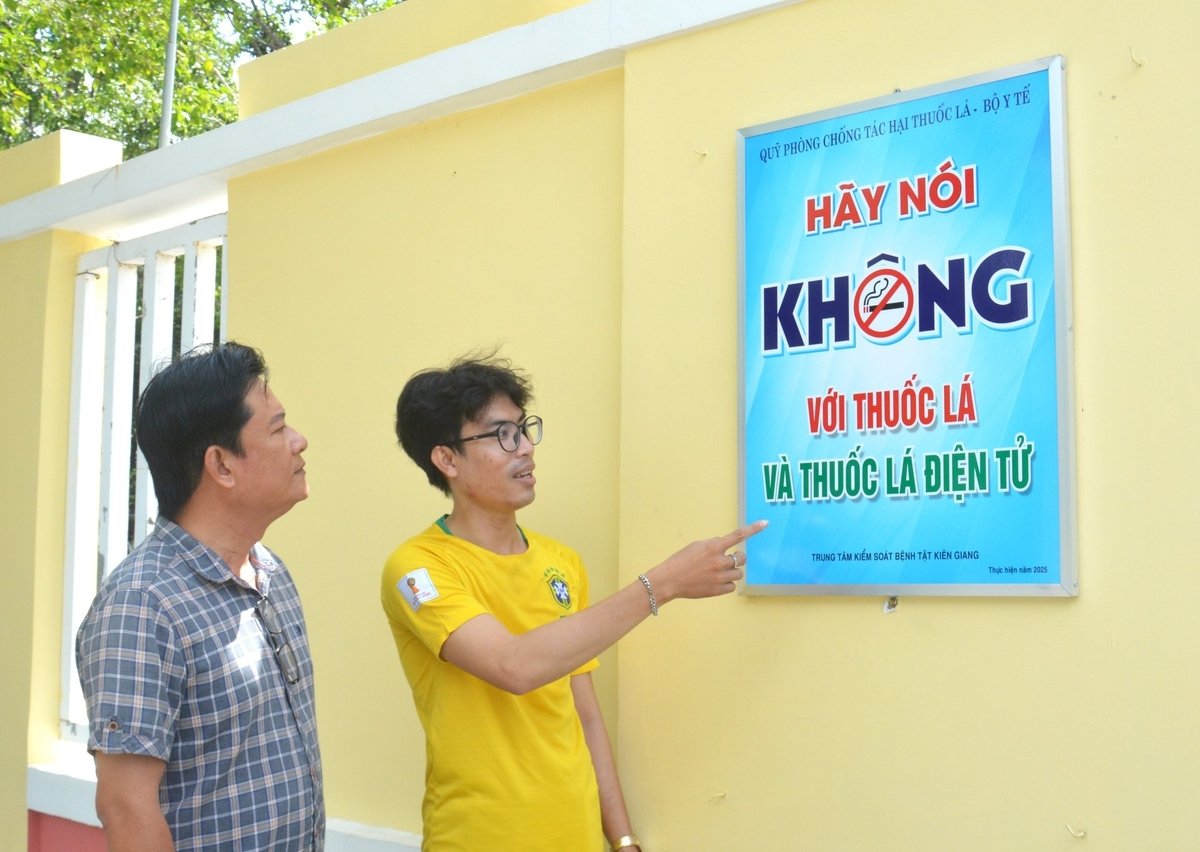 QUỸ PHÒNG CHỐNG TÁC HẠI THUỐC LÁ - BỘ Y TẾ
HÃY NÓI
KHÔNG
VỚI THUỐC LÁ
VÀ THUỐC LÁ ĐIỆN TỬ
TRUNG TÂM KIỂM SOÁT BỆNH TẬT KIÊN GIANG
Thực hiện năm 2025